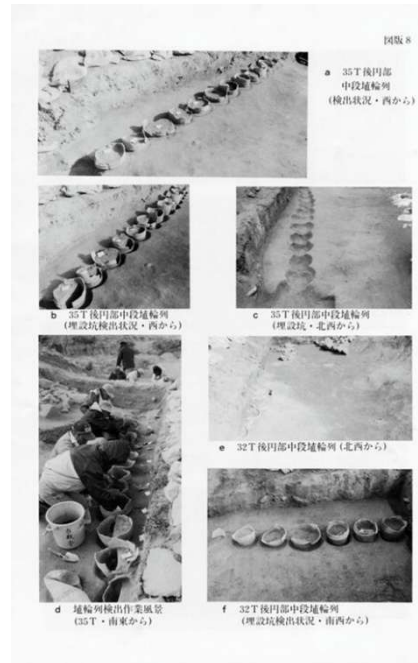 図版8
a 35T後円部
中段埴輪列
(検出状況・西から)
b 35T後円部中段埴輪列
(埋設坑検出状況・西から)
c 35T後円部中段埴輪列
(埋設坑・北西から)
e 32T後円部中段埴輪列(北西から)
d 埴輪列検出作業風景
(35T・南東から)
f 32T後円部中段埴輪列
(埋設坑検出状況・南西から)